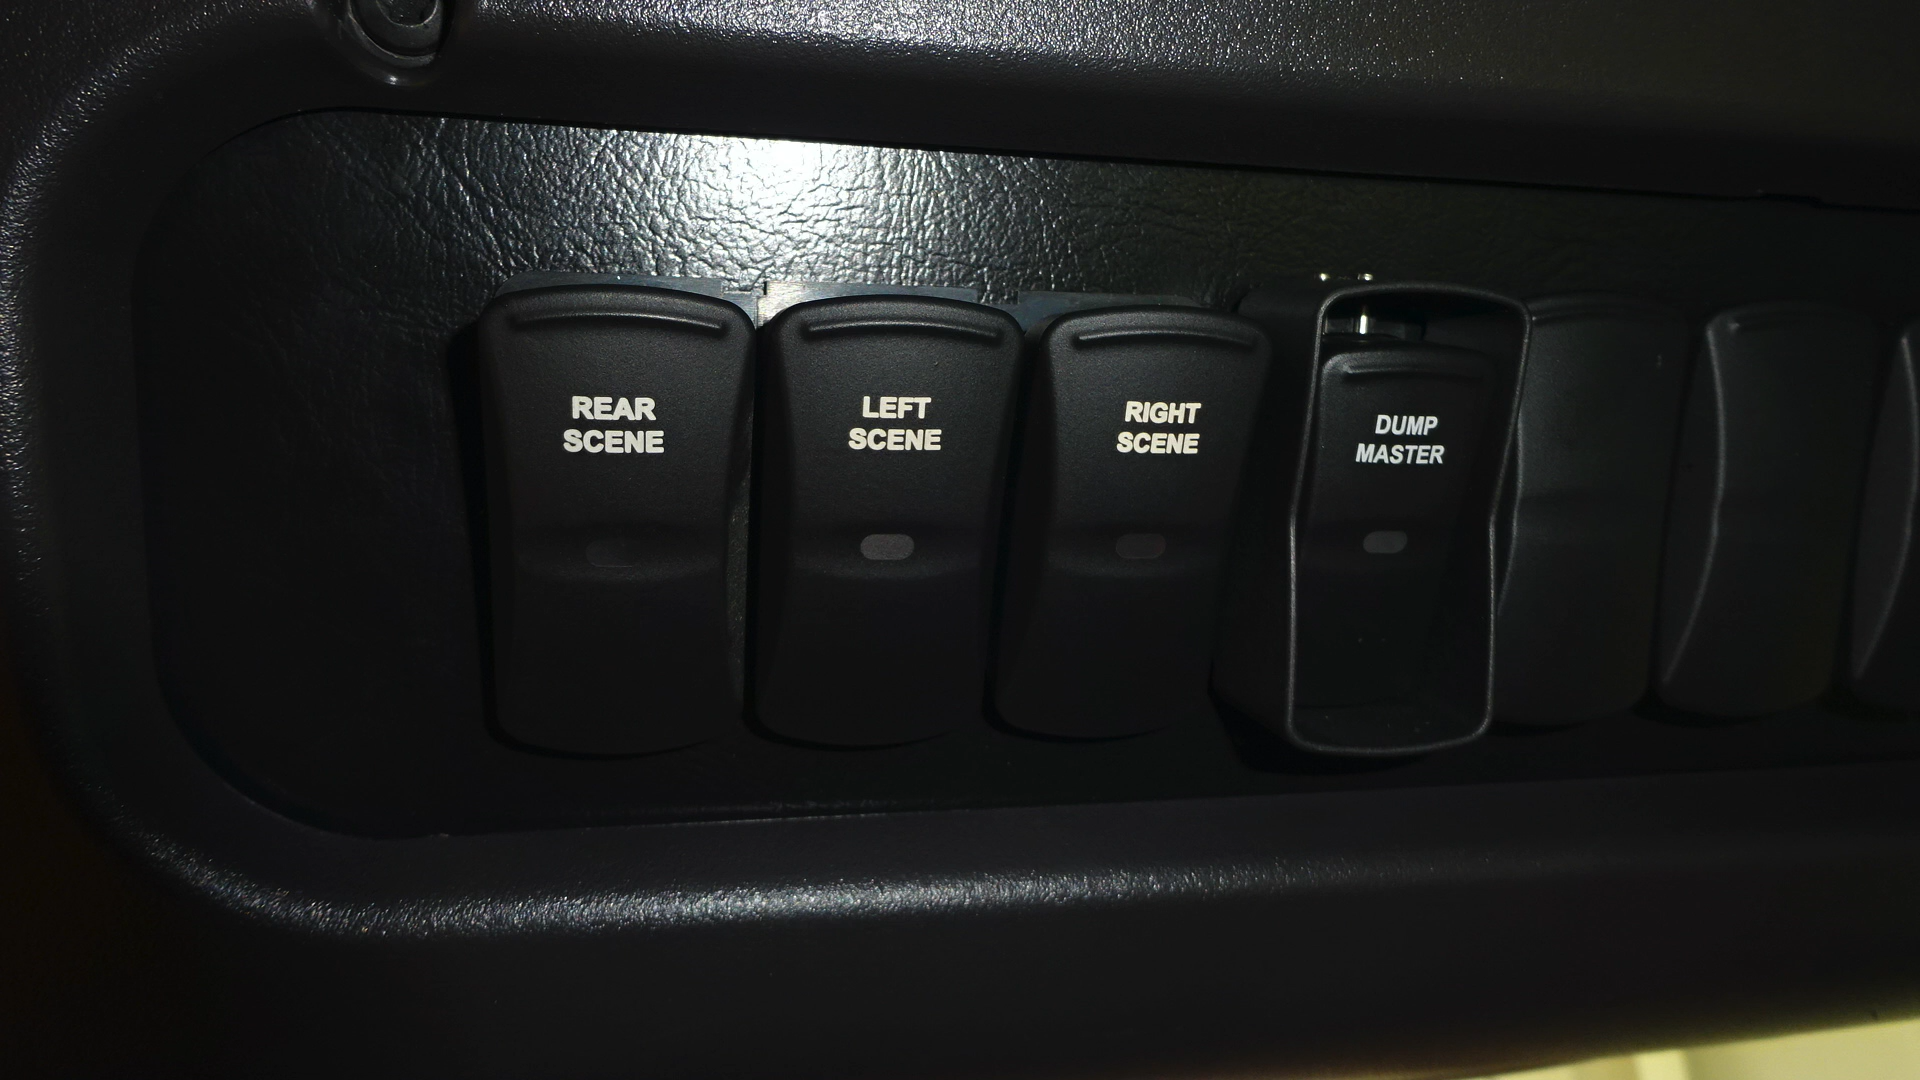 REAR
SCENE
LEFT
SCENE
RIGHT
SCENE
DUMP
MASTER